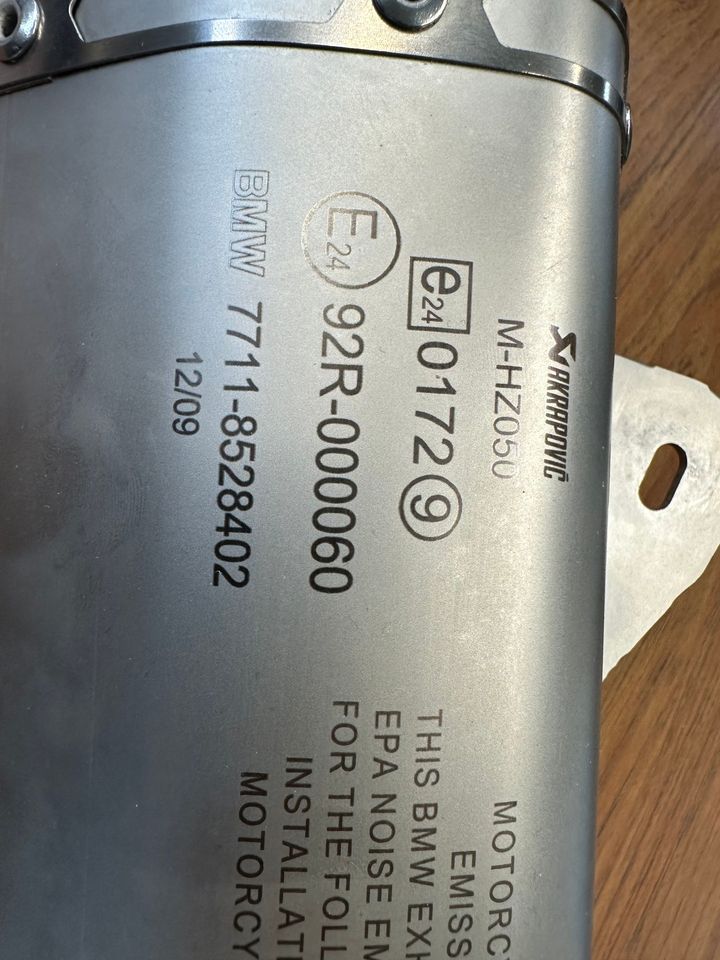 AKRAPOVIČ
M-HZ050
e24 0172 9
E24 92R-000060
BMW 7711-8528402
12/09
MOTORCY
EMISS
THIS BMW EXH
EPA NOISE EM
FOR THE FOLL
INSTALLATI
MOTORCY